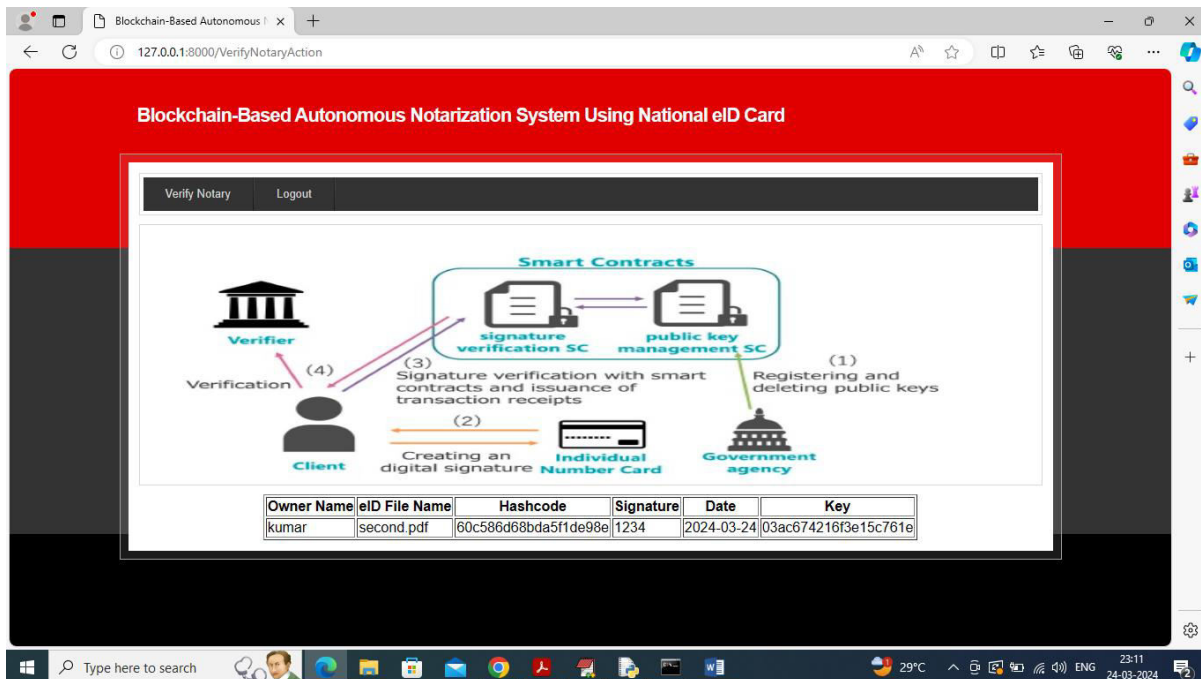 Blockchain-Based Autonomous N
127.0.0.1:8000/VerifyNotaryAction
Blockchain-Based Autonomous Notarization System Using National eID Card
Verify Notary Logout
Smart Contracts
signature
verification SC
public key
management SC
Verifier
(4)
Verification
(3)
Signature verification with smart
contracts and issuance of
transaction receipts
(1)
Registering and
deleting public keys
(2)
Creating an
digital signature
Client
Individual
Number Card
Government
agency
Owner Name eID File Name Hashcode Signature Date Key
kumar second.pdf 60c586d68bda5f1de98e 1234 2024-03-24 03ac674216f3e15c761e
Type here to search
29°C ENG 23:11
24-03-2024
2